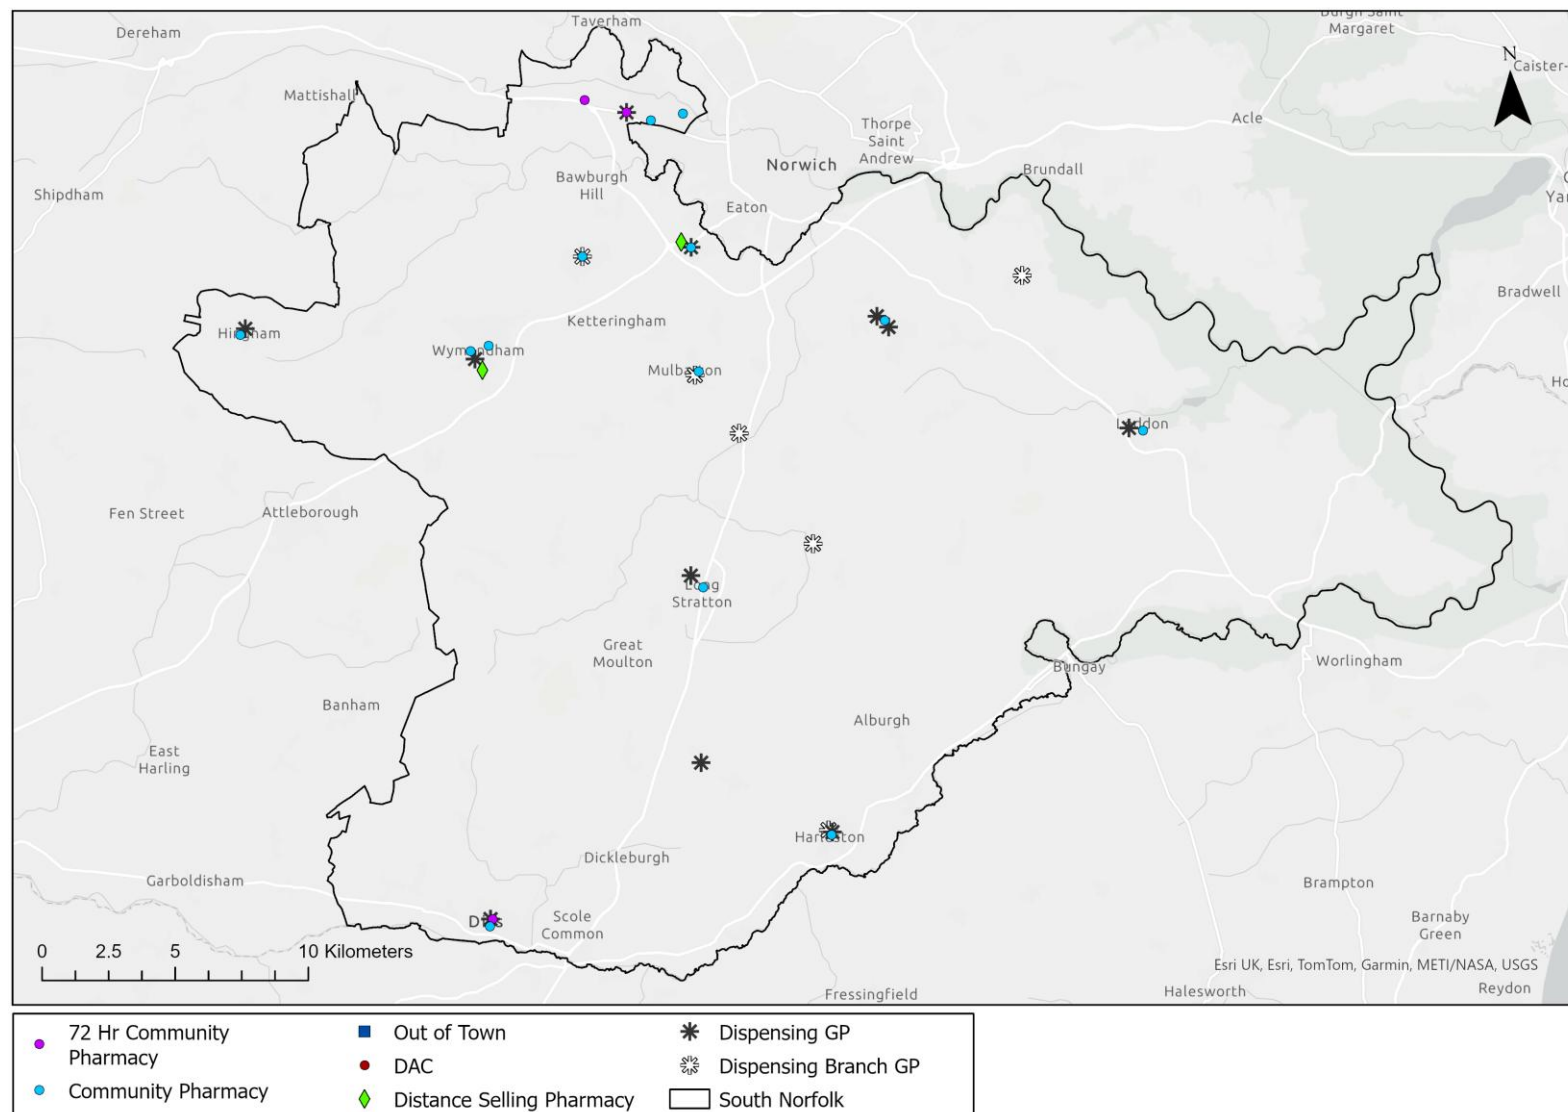 Taverham
Burgh Saint
Margaret
Dereham
N
Caister-
Mattishall
Acle
Thorpe
Saint
Andrew
Norwich
Brundall
Bawburgh
Hill
Shipdham
Yar
Eaton
Bradwell
Ketteringham
Hingham
Wymondham
Mulbarton
Ho
Loddon
Fen Street
Attleborough
Long
Stratton
Great
Moulton
Worlingham
Bungay
Banham
Alburgh
East
Harling
Harleston
Dickleburgh
Garboldisham
Brampton
Diss
Scole
Common
Barnaby
Green
0 2.5 5 10 Kilometers
Esri UK, Esri, TomTom, Garmin, METI/NASA, USGS
Fressingfield
Halesworth
Reydon
72 Hr Community
Pharmacy
Community Pharmacy
Out of Town
DAC
Distance Selling Pharmacy
Dispensing GP
Dispensing Branch GP
South Norfolk